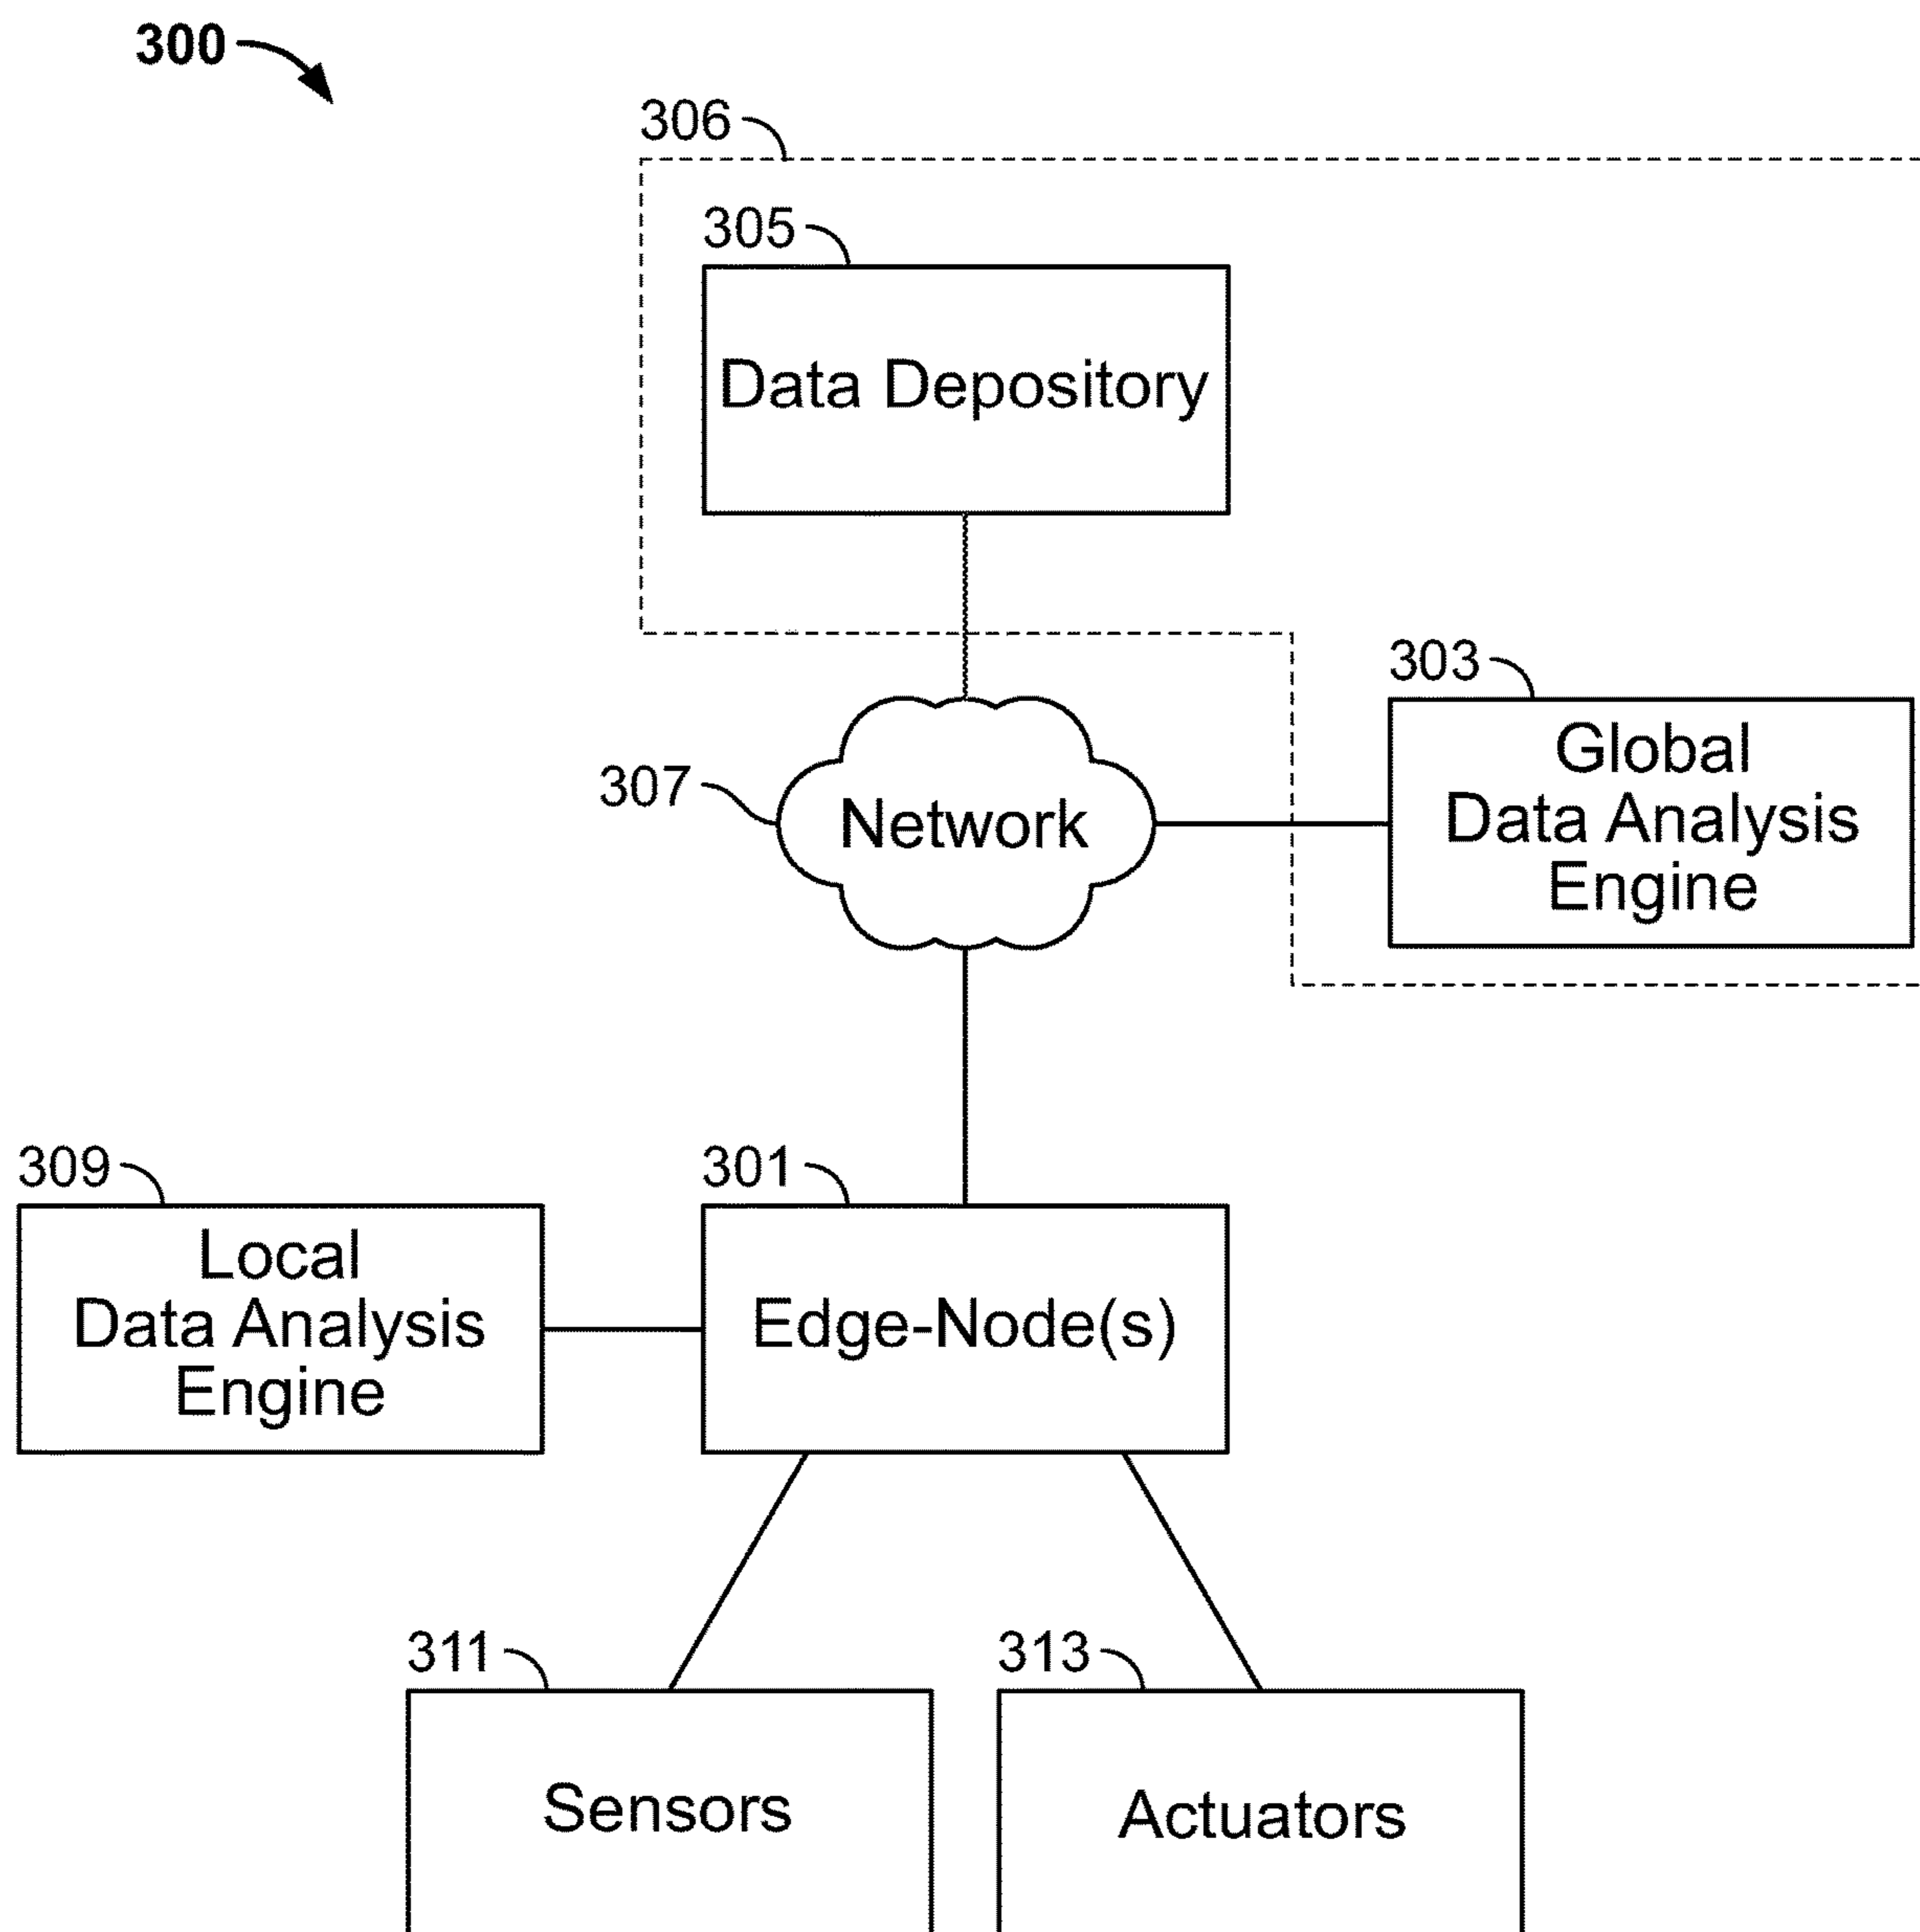 300
306
305
Data Depository
303
Global
Data Analysis
Engine
307
Network
309
Local
Data Analysis
Engine
301
Edge-Node(s)
311
Sensors
313
Actuators